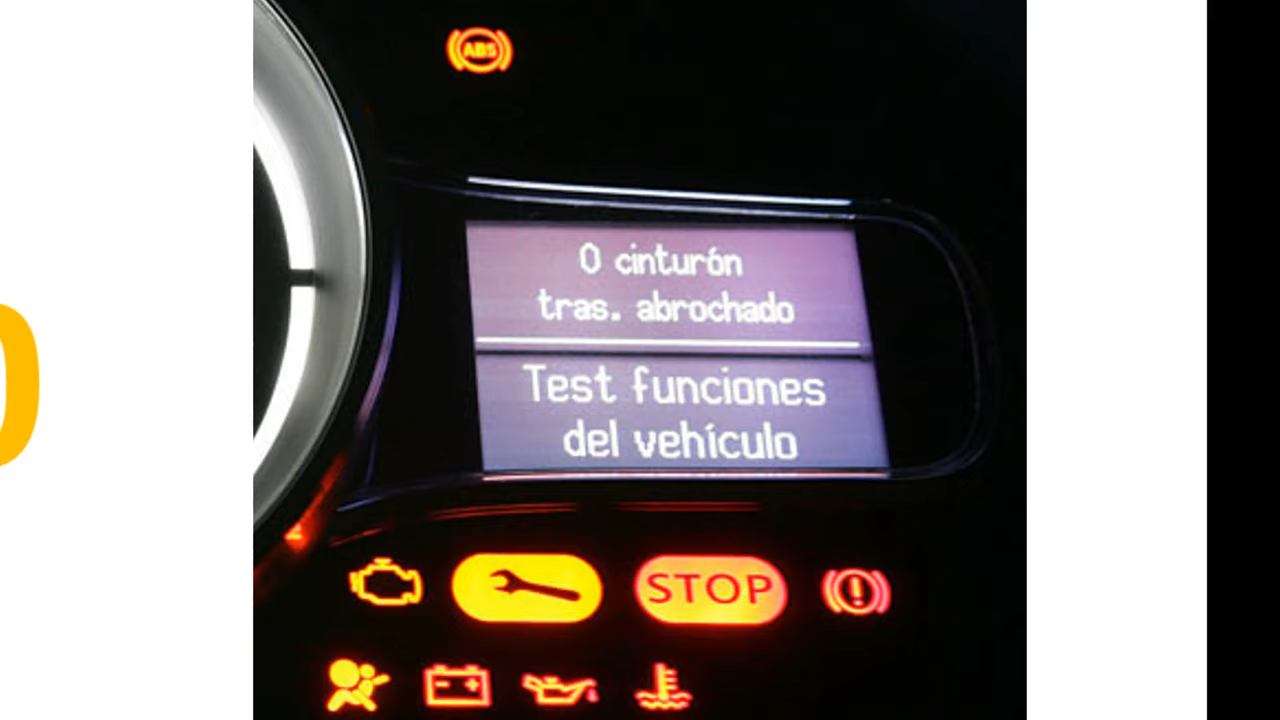 ABS
0 cinturón
tras. abrochado
Test funciones
del vehículo
STOP